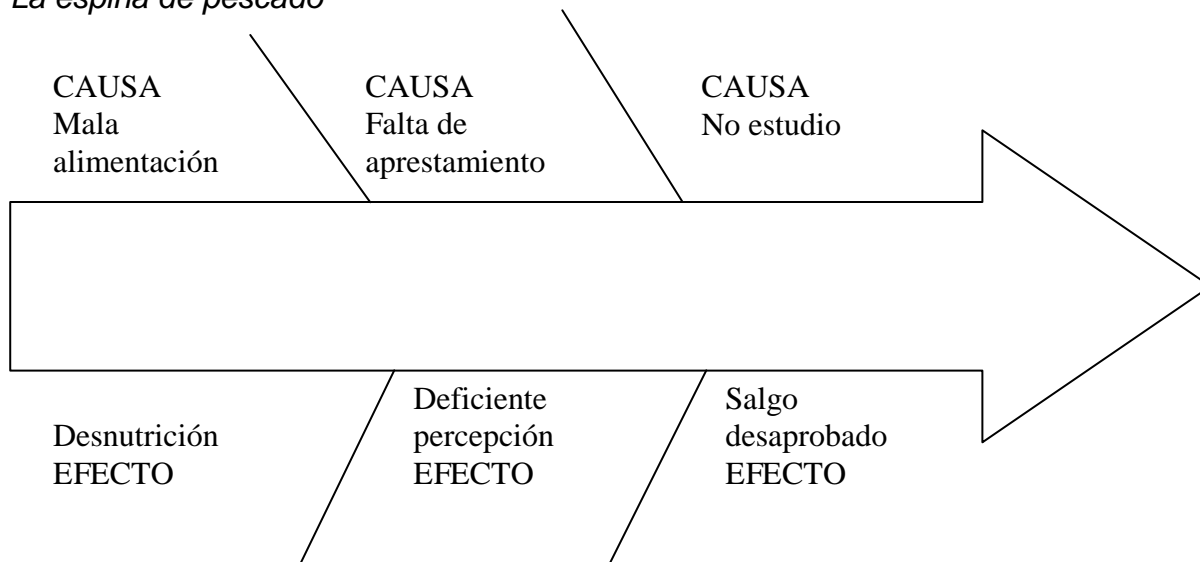 La espina de pescado
CAUSA
Mala
alimentación
CAUSA
Falta de
aprestamiento
CAUSA
No estudio
Desnutrición
EFECTO
Deficiente
percepción
EFECTO
Salgo
desaprobado
EFECTO